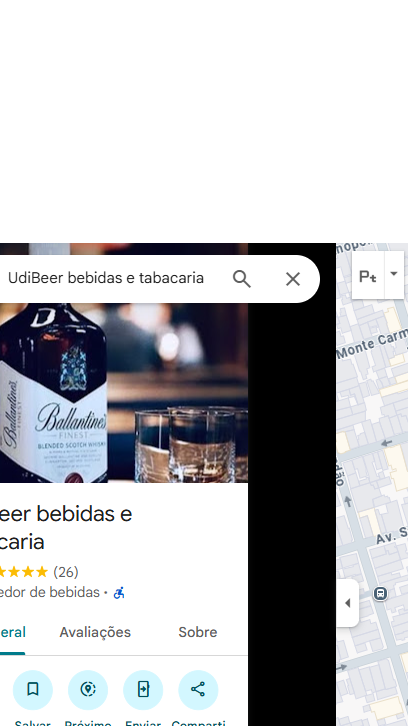 UdiBeer bebidas e tabacaria
Ballantine's
FINEST
BLENDED SCOTCH WHISKY
eer bebidas e
caria
(26)
edor de bebidas ·
eral
Avaliações
Sobre
Salvar
Próximo
Enviar
Comparti
Monte Carm
Av. S